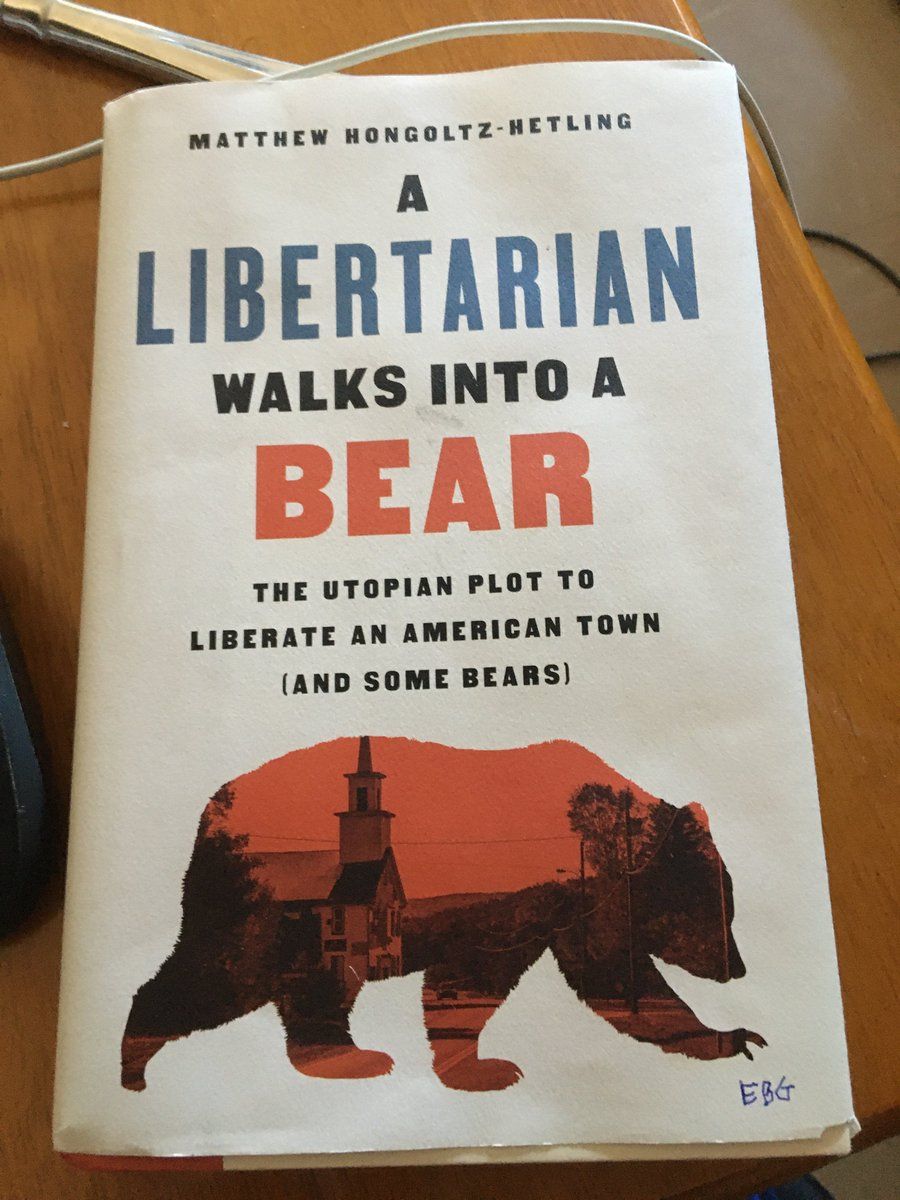 MATTHEW HONGOLTZ-HETLING
A
LIBERTARIAN
WALKS INTO A
BEAR
THE UTOPIAN PLOT TO
LIBERATE AN AMERICAN TOWN
(AND SOME BEARS)
EBG